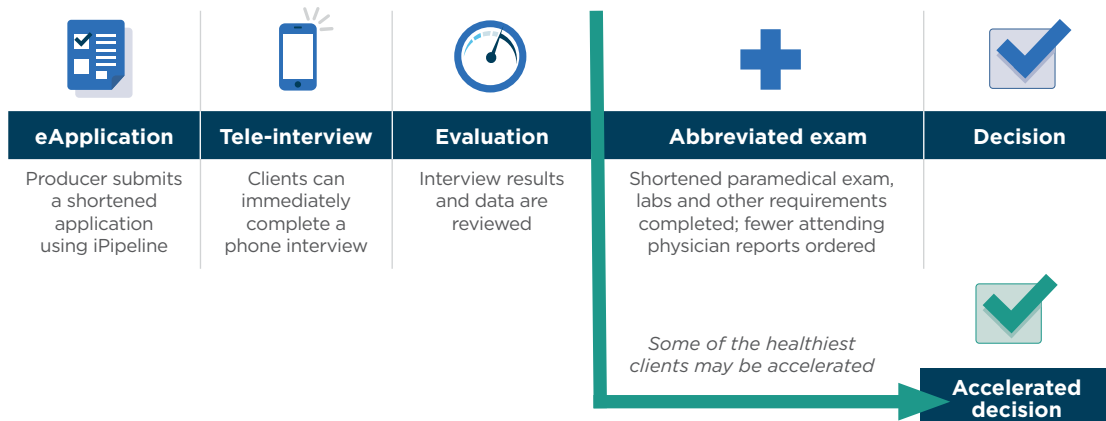 eApplication
Producer submits
a shortened
application
using iPipeline
Tele-interview
Clients can
immediately
complete a
phone interview
Evaluation
Interview results
and data are
reviewed
Abbreviated exam
Shortened paramedical exam,
labs and other requirements
completed; fewer attending
physician reports ordered
Decision
Some of the healthiest
clients may be accelerated
Accelerated
decision